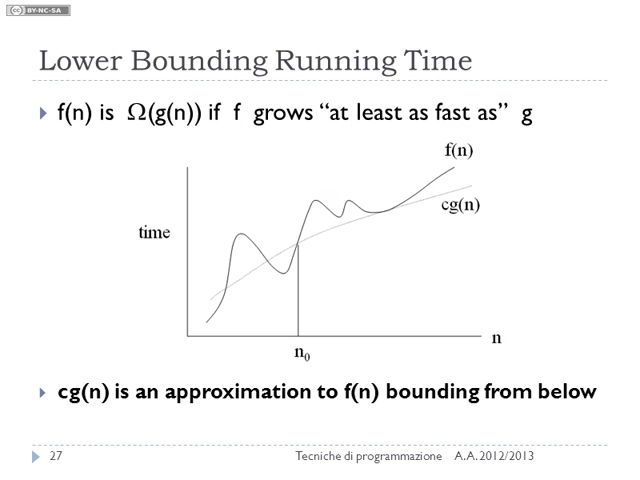 BY-NC-SA
Lower Bounding Running Time
f(n) is Ω(g(n)) if f grows “at least as fast as” g
f(n)
cg(n)
time
n
n₀
cg(n) is an approximation to f(n) bounding from below
27 Tecniche di programmazione A.A. 2012/2013